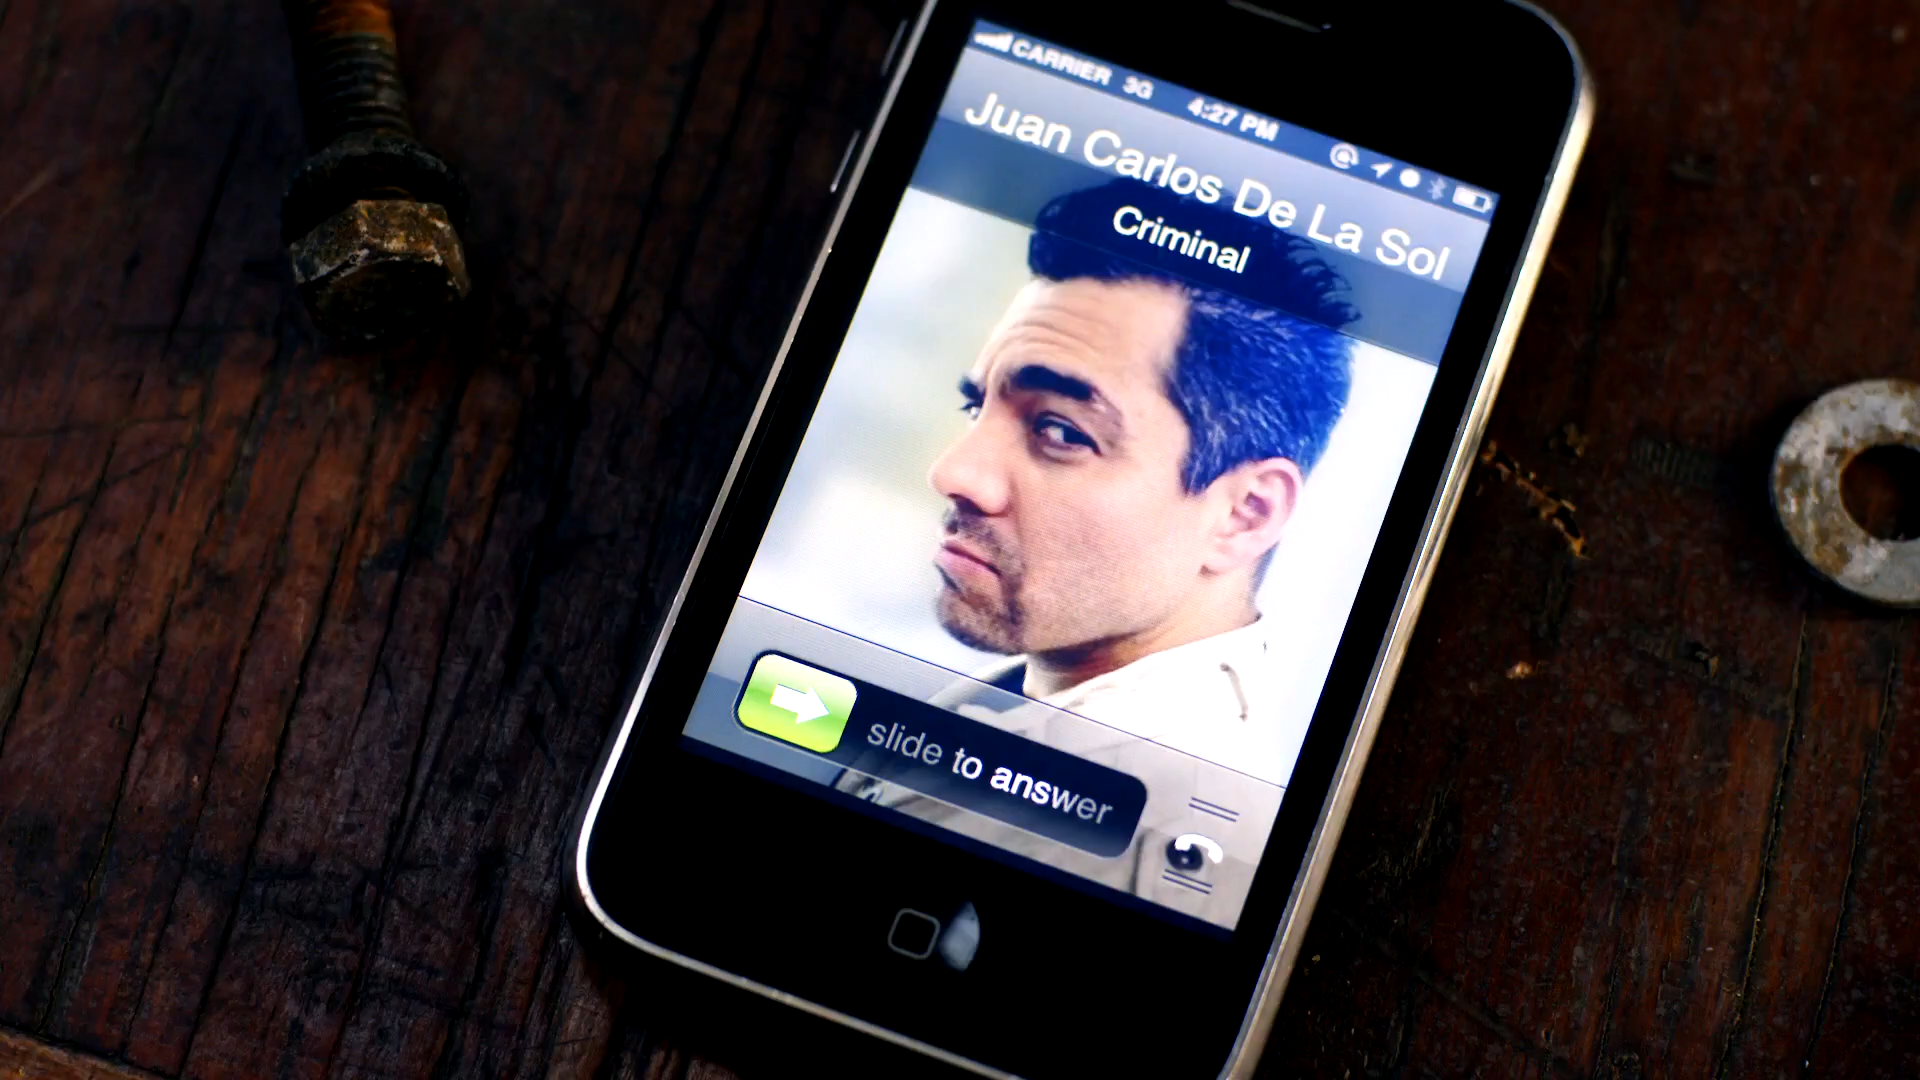 CARRIER 3G 4:27 PM
Juan Carlos De La Sol
Criminal
slide to answer